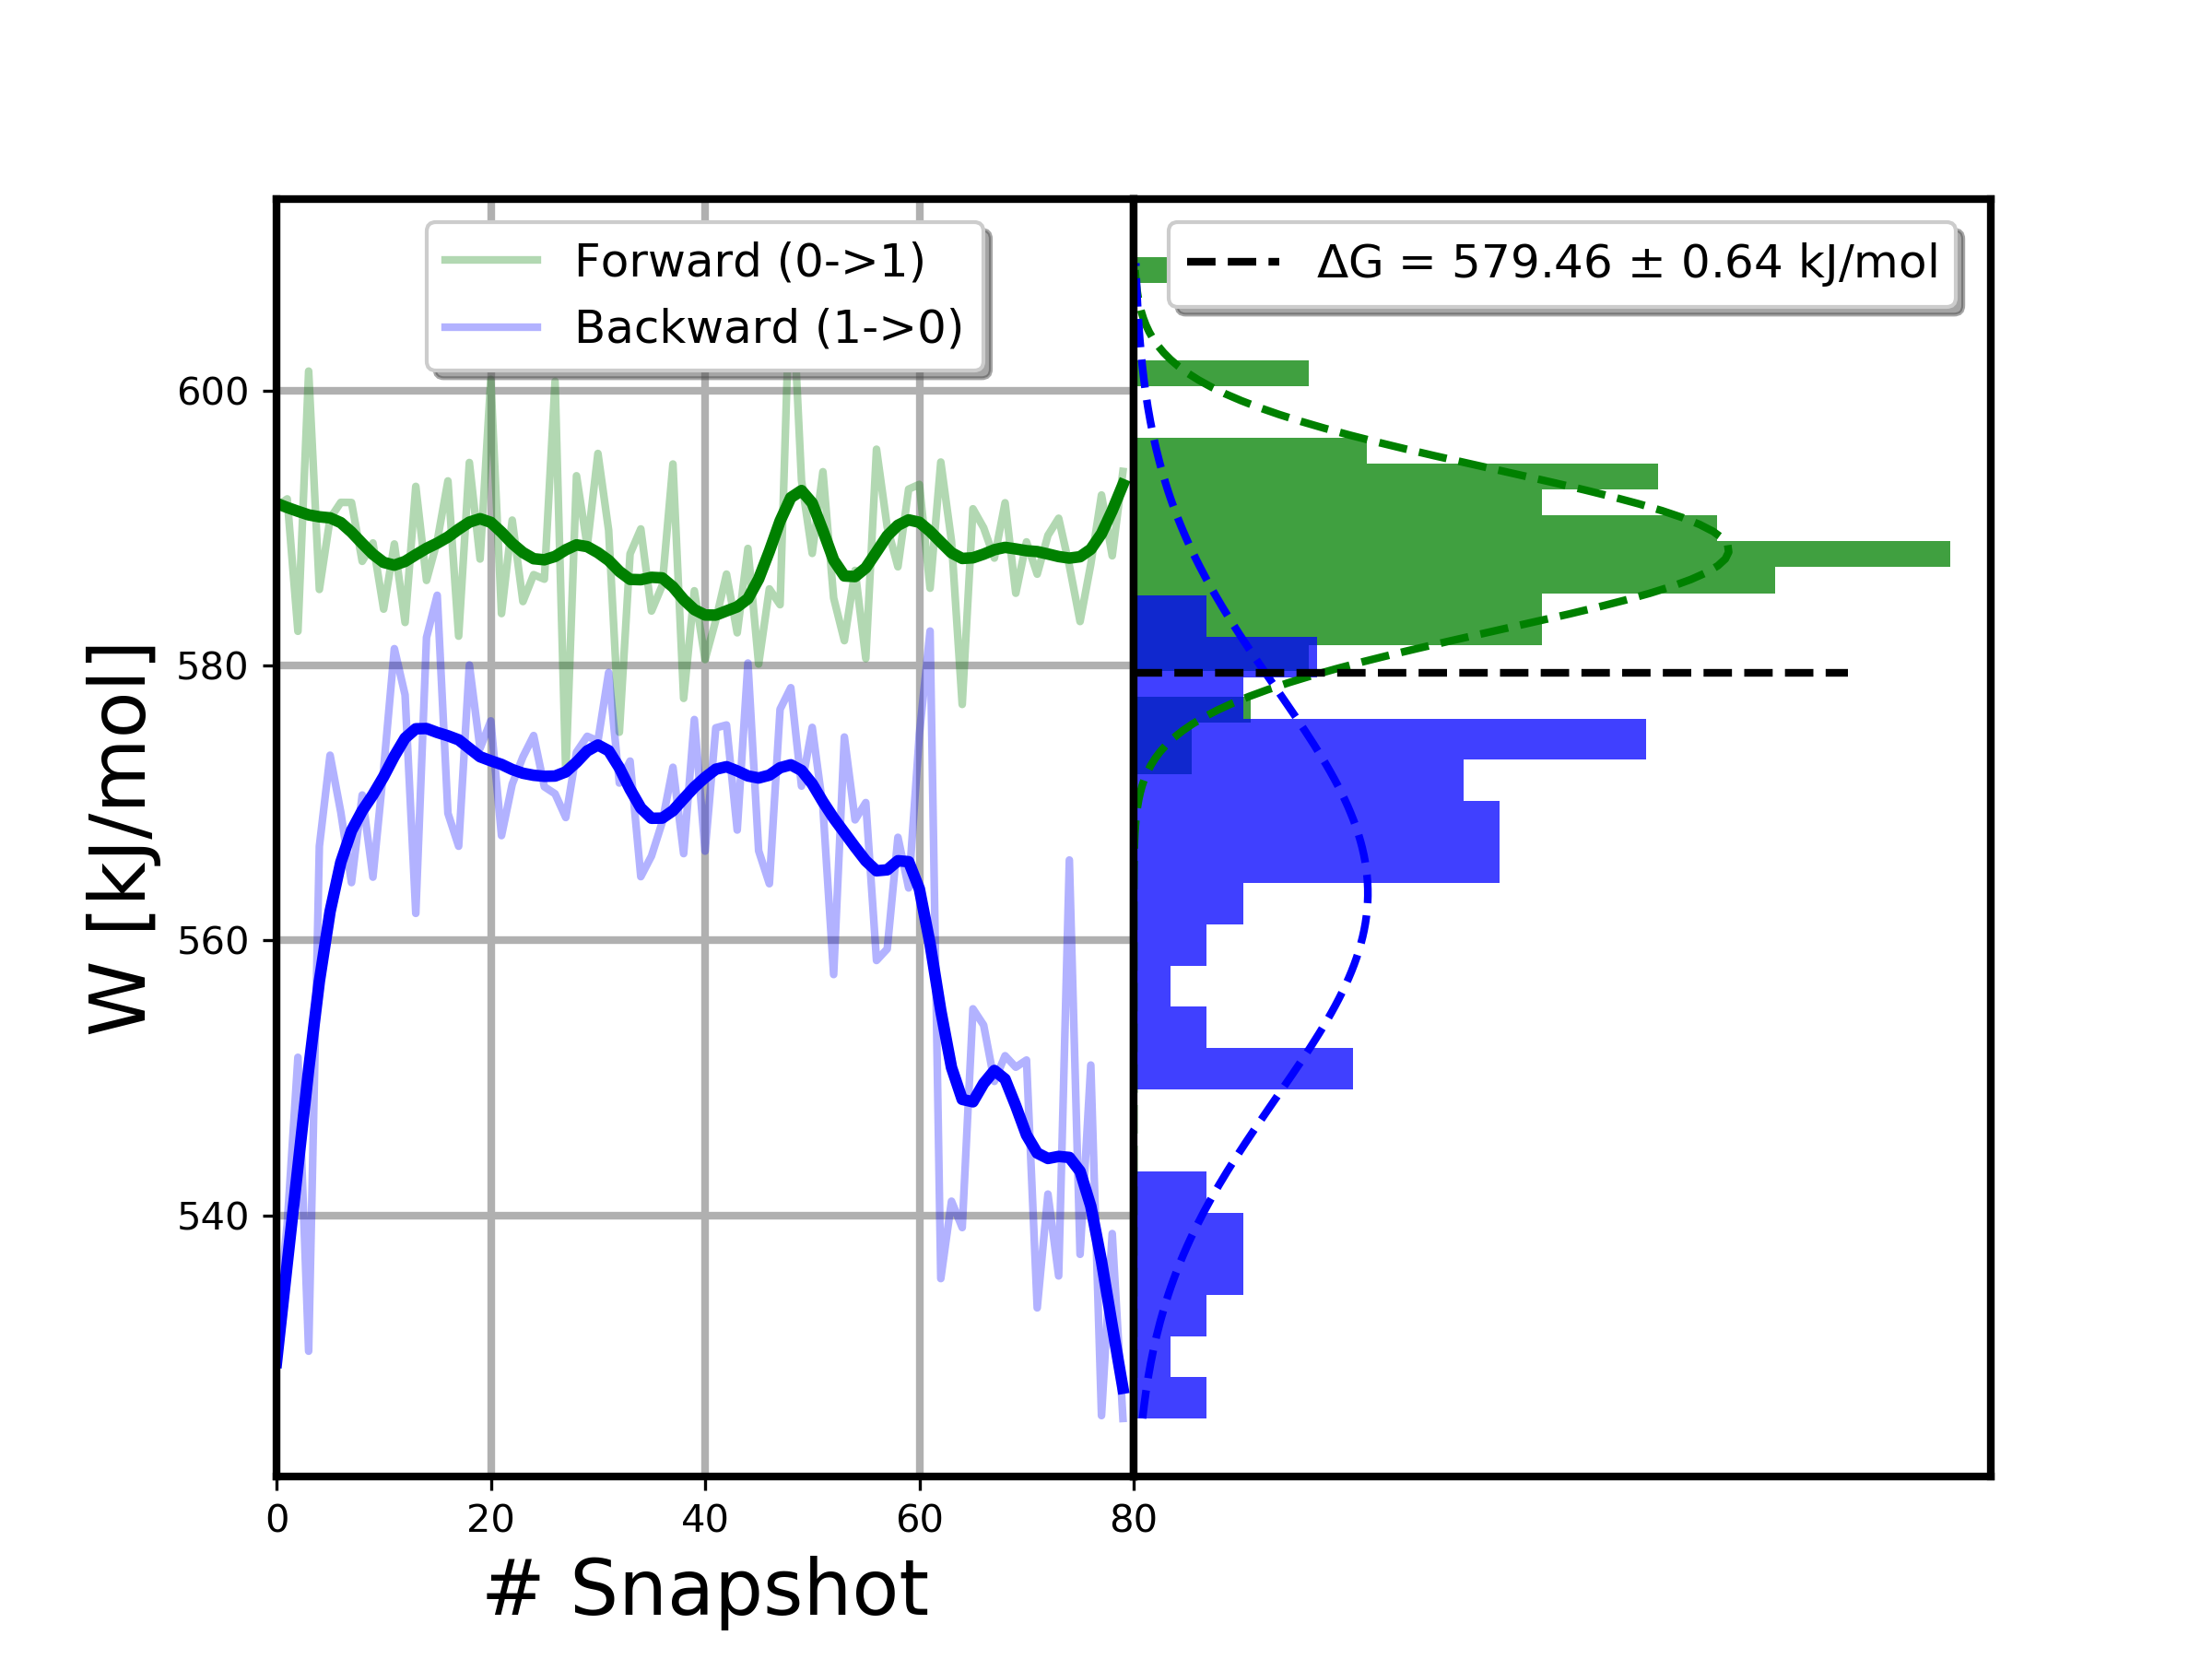 Forward (0->1)
Backward (1->0)
ΔG = 579.46 ± 0.64 kJ/mol
W [kJ/mol]
600
580
560
540
0 20 40 60 80
# Snapshot